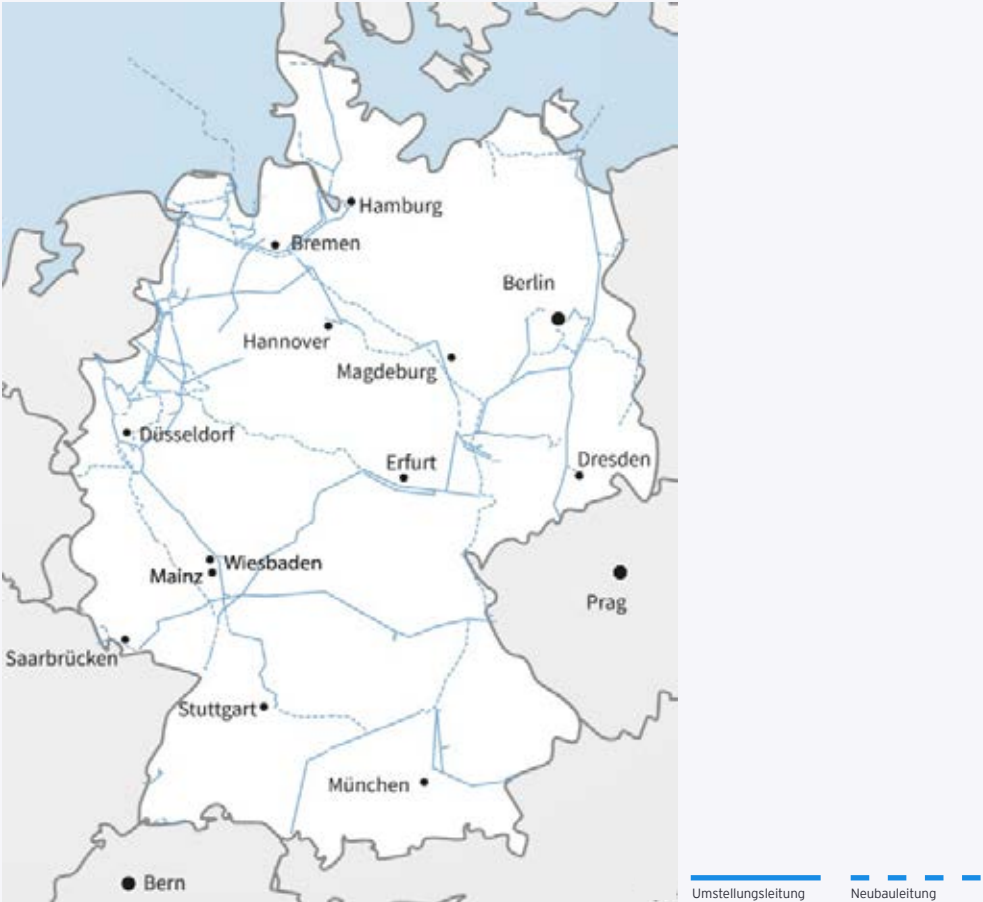 Hamburg
Bremen
Berlin
Hannover
Magdeburg
Düsseldorf
Erfurt
Dresden
Wiesbaden
Mainz
Prag
Saarbrücken
Stuttgart
München
Bern
Umstellungsleitung
Neubauleitung